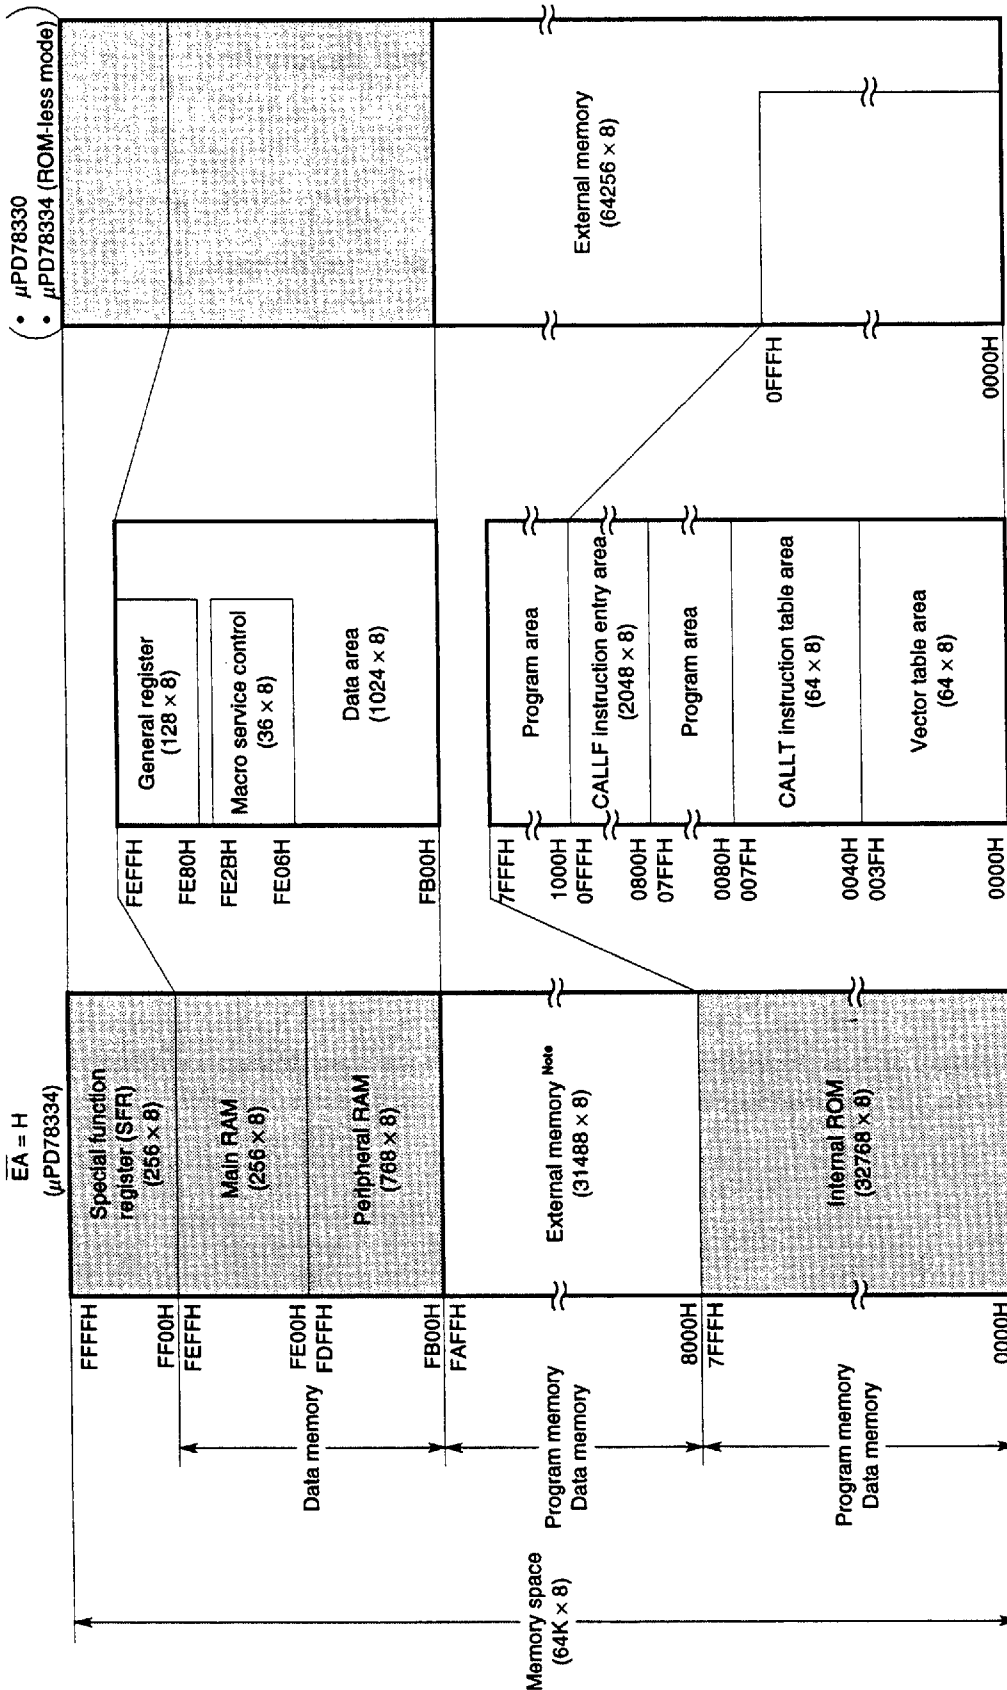 EA = H
(μPD78334)
Special function
register (SFR)
(256 × 8)
Main RAM
(256 × 8)
Peripheral RAM
(768 × 8)
External memory Note
(31488 × 8)
Internal ROM
(32768 × 8)
FFFFH
FF00H
FEFFH
FE00H
FDFFH
FB00H
FAFFH
8000H
7FFFH
0000H
Data memory
Program memory
Data memory
Program memory
Data memory
Memory space
(64K × 8)
General register
(128 × 8)
Macro service control
(36 × 8)
Data area
(1024 × 8)
FEFFH
FE80H
FE2BH
FE06H
FB00H
Program area
CALLF instruction entry area
(2048 × 8)
Program area
CALLT instruction table area
(64 × 8)
Vector table area
(64 × 8)
7FFFH
1000H
0FFFH
0800H
07FFH
0080H
007FH
0040H
003FH
0000H
• μPD78330
• μPD78334 (ROM-less mode)
External memory
(64256 × 8)
0FFFH
0000H